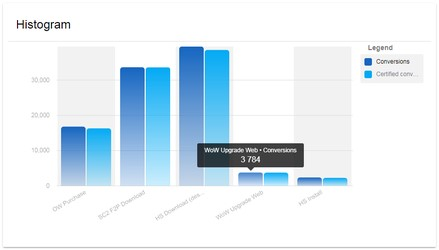 Histogram
Legend
Conversions
Certified conv...
30,000
20,000
10,000
0
WoW Upgrade Web • Conversions
3 784
OW Purchase
SC2 F2P Download
HS Download (des...
WoW Upgrade Web
HS Install